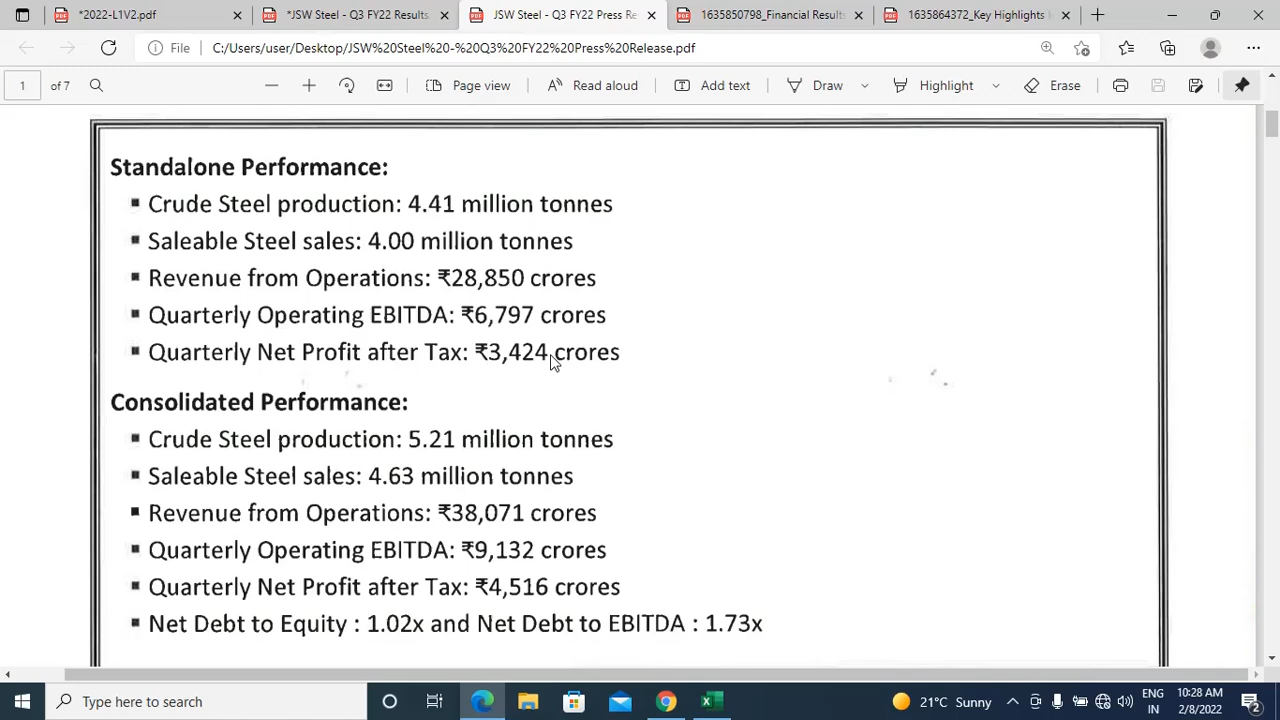 *2022-L1V2.pdf
*JSW Steel - Q3 FY22 Results.
JSW Steel - Q3 FY22 Press Re
1635850798_Financial Results
1635864372_Key Highlights
File
C:/Users/user/Desktop/JSW%20Steel%20-%20Q3%20FY22%20Press%20Release.pdf
1 of 7
Page view
Read aloud
Add text
Draw
Highlight
Erase
Standalone Performance:
▪ Crude Steel production: 4.41 million tonnes
▪ Saleable Steel sales: 4.00 million tonnes
▪ Revenue from Operations: ₹28,850 crores
▪ Quarterly Operating EBITDA: ₹6,797 crores
▪ Quarterly Net Profit after Tax: ₹3,424 crores
Consolidated Performance:
▪ Crude Steel production: 5.21 million tonnes
▪ Saleable Steel sales: 4.63 million tonnes
▪ Revenue from Operations: ₹38,071 crores
▪ Quarterly Operating EBITDA: ₹9,132 crores
▪ Quarterly Net Profit after Tax: ₹4,516 crores
▪ Net Debt to Equity : 1.02x and Net Debt to EBITDA : 1.73x
Type here to search
21°C Sunny
ENG
IN
10:28 AM
2/8/2022
2